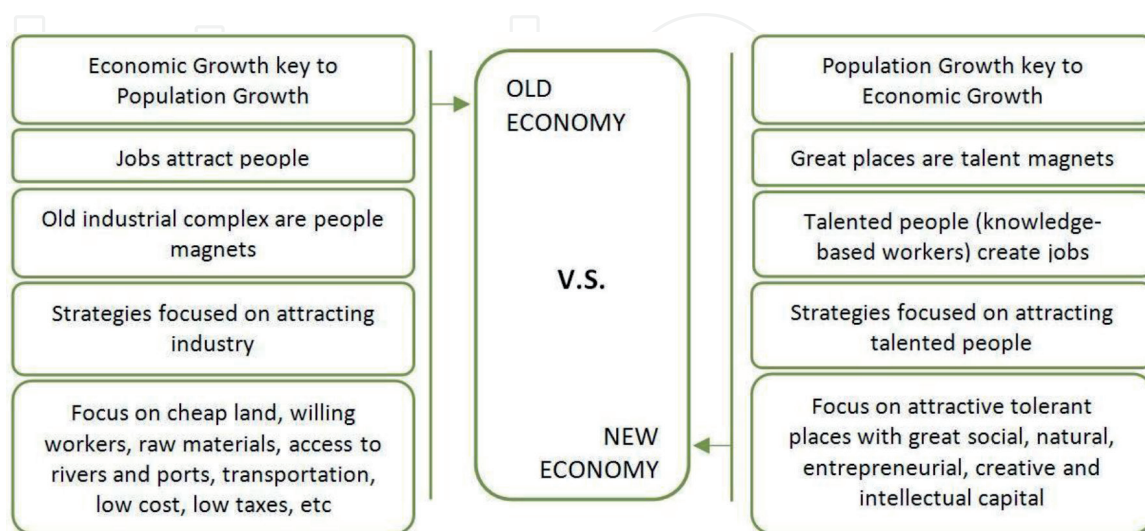 Economic Growth key to
Population Growth
Jobs attract people
Old industrial complex are people
magnets
Strategies focused on attracting
industry
Focus on cheap land, willing
workers, raw materials, access to
rivers and ports, transportation,
low cost, low taxes, etc
OLD
ECONOMY
V.S.
NEW
ECONOMY
Population Growth key to
Economic Growth
Great places are talent magnets
Talented people (knowledge-
based workers) create jobs
Strategies focused on attracting
talented people
Focus on attractive tolerant
places with great social, natural,
entrepreneurial, creative and
intellectual capital